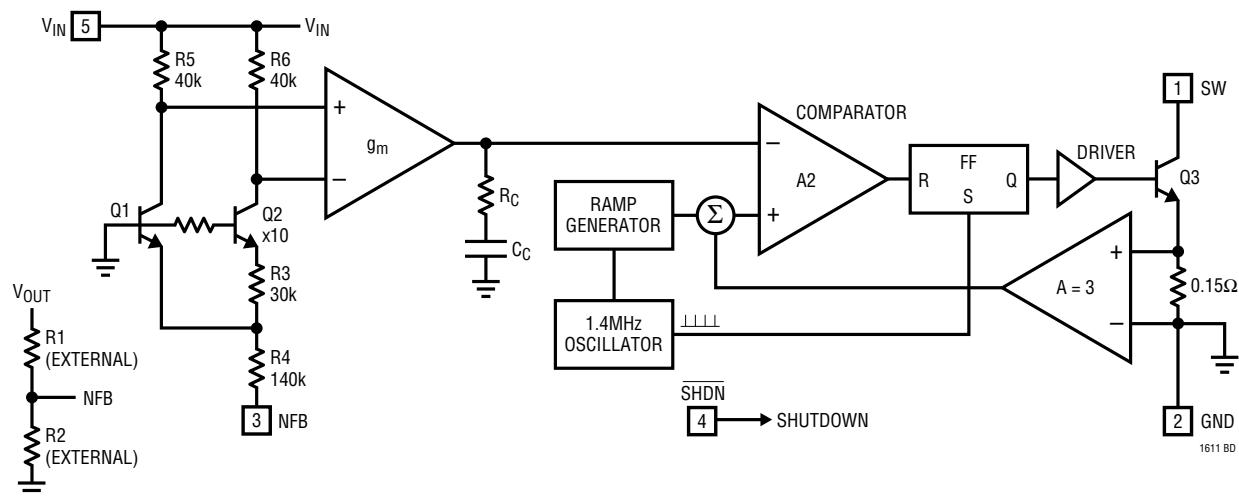 VIN 5 VIN
R5
40k
R6
40k
+
gm
−
Q1
Q2
x10
R3
30k
R4
140k
3 NFB
VOUT
R1
(EXTERNAL)
NFB
R2
(EXTERNAL)
RC
CC
COMPARATOR
−
A2
+
RAMP
GENERATOR
Σ
1.4MHz
OSCILLATOR
SHDN
4 SHUTDOWN
FF
R S Q
DRIVER
1 SW
Q3
+
A = 3
−
0.15Ω
2 GND
1611 BD